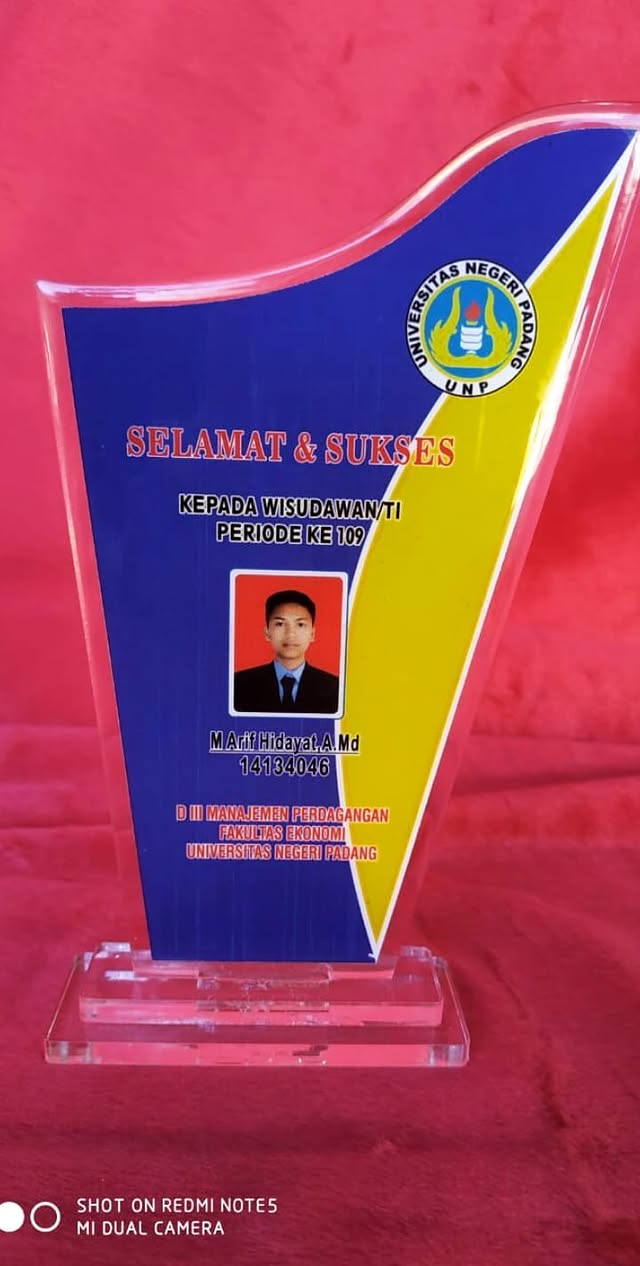 UNIVERSITAS NEGERI PADANG
UNP
SELAMAT & SUKSES
KEPADA WISUDAWAN/TI
PERIODE KE 109
M Arif Hidayat,A.Md
14134046
D III MANAJEMEN PERDAGANGAN
FAKULTAS EKONOMI
UNIVERSITAS NEGERI PADANG
SHOT ON REDMI NOTE5
MI DUAL CAMERA